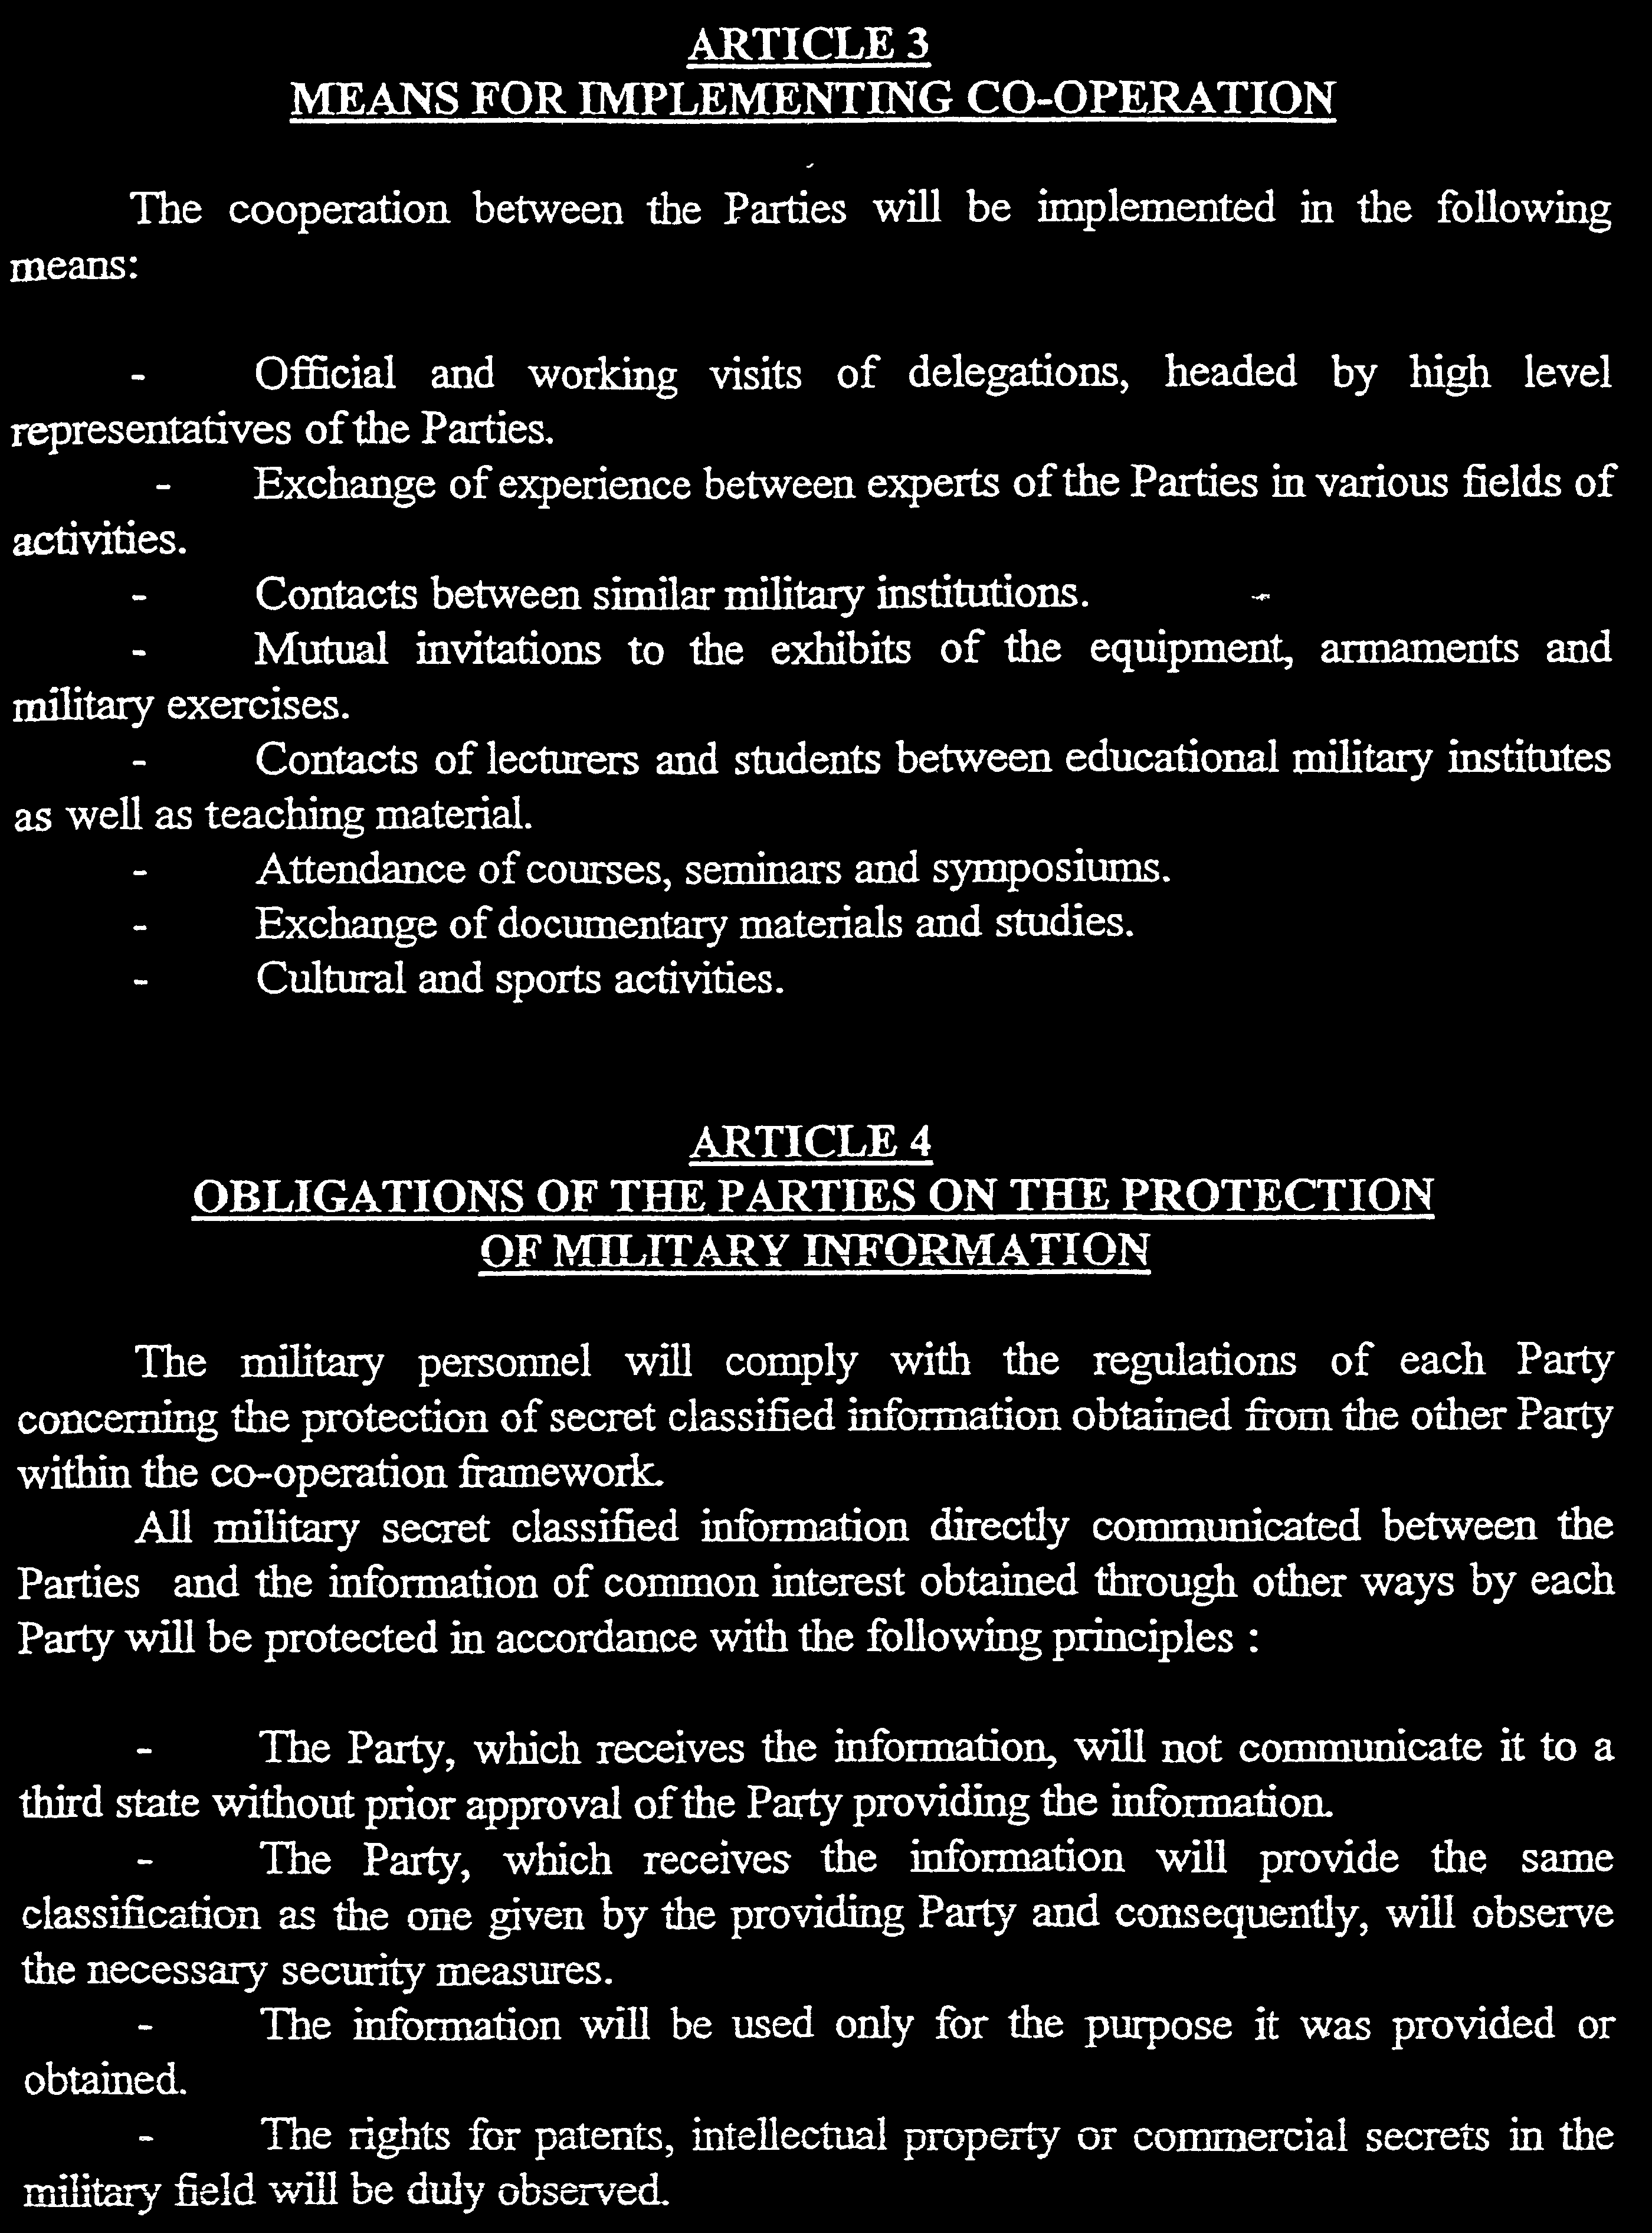 ARTICLE 3
MEANS FOR IMPLEMENTING CO-OPERATION
The cooperation between the Parties will be implemented in the following
means:
- Official and working visits of delegations, headed by high level
representatives of the Parties.
- Exchange of experience between experts of the Parties in various fields of
activities.
- Contacts between similar military institutions.
- Mutual invitations to the exhibits of the equipment, armaments and
military exercises.
- Contacts of lecturers and students between educational military institutes
as well as teaching material.
- Attendance of courses, seminars and symposiums.
- Exchange of documentary materials and studies.
- Cultural and sports activities.
ARTICLE 4
OBLIGATIONS OF THE PARTIES ON THE PROTECTION
OF MILITARY INFORMATION
The military personnel will comply with the regulations of each Party
concerning the protection of secret classified information obtained from the other Party
within the co-operation framework.
All military secret classified information directly communicated between the
Parties and the information of common interest obtained through other ways by each
Party will be protected in accordance with the following principles :
- The Party, which receives the information, will not communicate it to a
third state without prior approval of the Party providing the information.
- The Party, which receives the information will provide the same
classification as the one given by the providing Party and consequently, will observe
the necessary security measures.
- The information will be used only for the purpose it was provided or
obtained.
- The rights for patents, intellectual property or commercial secrets in the
military field will be duly observed.